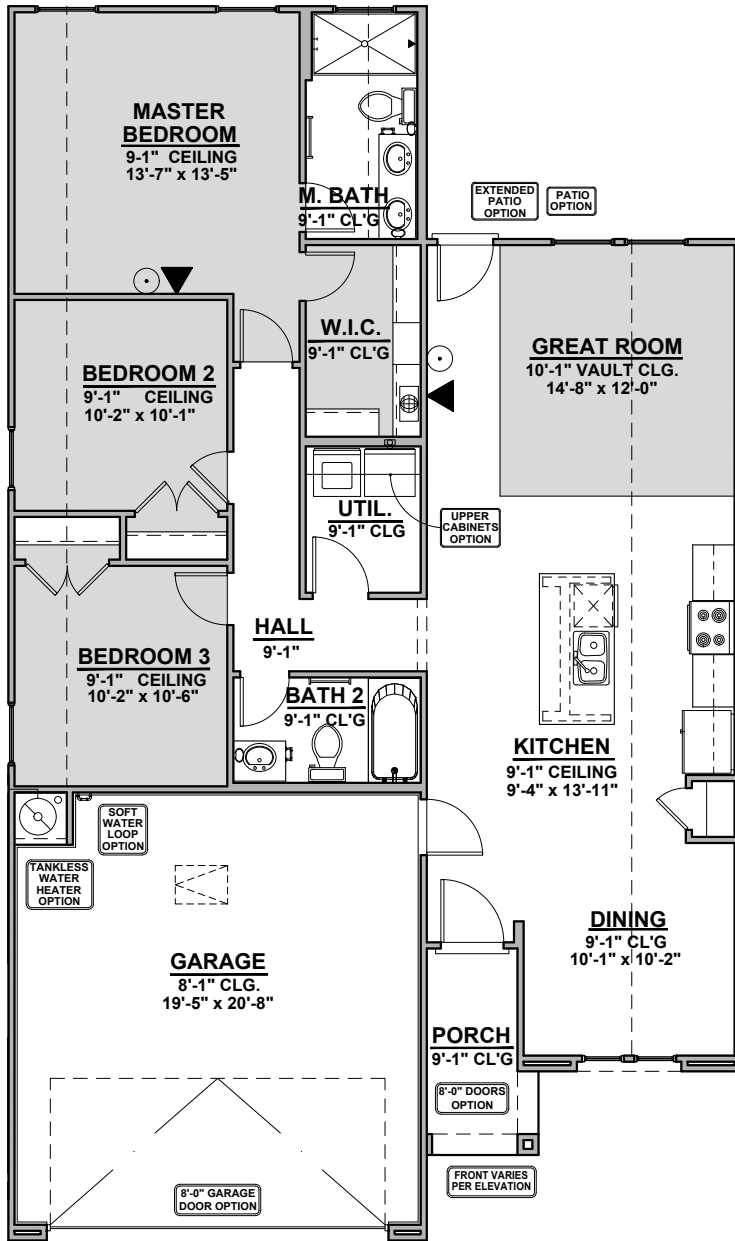 MASTER
BEDROOM
9-1" CEILING
13'-7" x 13'-5"
M. BATH
9'-1" CL'G
EXTENDED
PATIO
OPTION
PATIO
OPTION
W.I.C.
9'-1" CL'G
GREAT ROOM
10'-1" VAULT CLG.
14'-8" x 12'-0"
BEDROOM 2
9'-1" CEILING
10'-2" x 10'-1"
UTIL.
9'-1" CLG
UPPER
CABINETS
OPTION
HALL
9'-1"
BEDROOM 3
9'-1" CEILING
10'-2" x 10'-6"
BATH 2
9'-1" CL'G
KITCHEN
9'-1" CEILING
9'-4" x 13'-11"
SOFT
WATER
LOOP
OPTION
TANKLESS
WATER
HEATER
OPTION
DINING
9'-1" CL'G
10'-1" x 10'-2"
GARAGE
8'-1" CLG.
19'-5" x 20'-8"
PORCH
9'-1" CL'G
8'-0" DOORS
OPTION
FRONT VARIES
PER ELEVATION
8'-0" GARAGE
DOOR OPTION